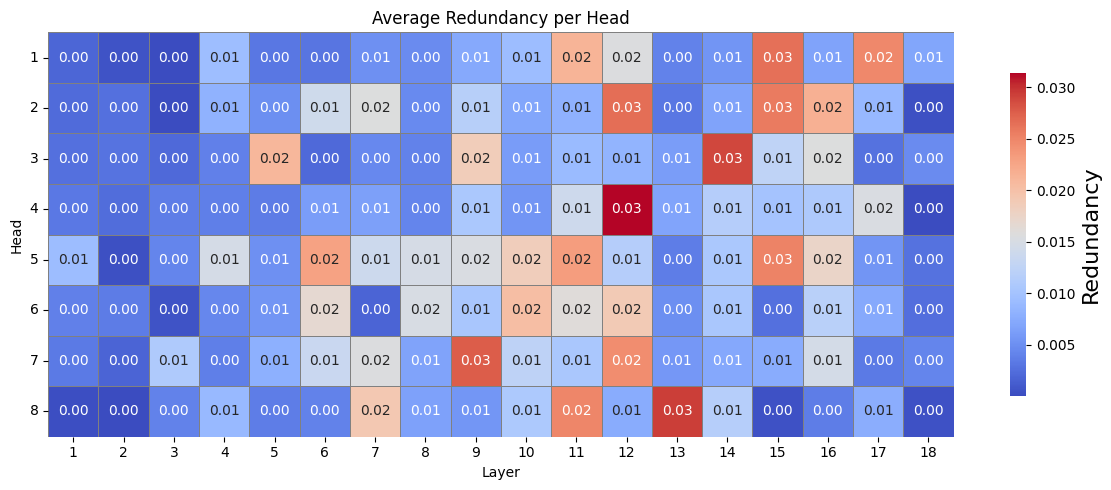 Average Redundancy per Head
1 0.00 0.00 0.00 0.01 0.00 0.00 0.01 0.00 0.01 0.01 0.02 0.02 0.00 0.01 0.03 0.01 0.02 0.01
2 0.00 0.00 0.00 0.01 0.00 0.01 0.02 0.00 0.01 0.01 0.01 0.03 0.00 0.01 0.03 0.02 0.01 0.00
3 0.00 0.00 0.00 0.00 0.02 0.00 0.00 0.00 0.02 0.01 0.01 0.01 0.01 0.03 0.01 0.02 0.00 0.00
4 0.00 0.00 0.00 0.00 0.00 0.01 0.01 0.00 0.01 0.01 0.01 0.03 0.01 0.01 0.01 0.01 0.02 0.00
5 0.01 0.00 0.00 0.01 0.01 0.02 0.01 0.01 0.02 0.02 0.02 0.01 0.00 0.01 0.03 0.02 0.01 0.00
6 0.00 0.00 0.00 0.00 0.01 0.02 0.00 0.02 0.01 0.02 0.02 0.02 0.00 0.01 0.00 0.01 0.01 0.00
7 0.00 0.00 0.01 0.00 0.01 0.01 0.02 0.01 0.03 0.01 0.01 0.02 0.01 0.01 0.01 0.01 0.00 0.00
8 0.00 0.00 0.00 0.01 0.00 0.00 0.02 0.01 0.01 0.01 0.02 0.01 0.03 0.01 0.00 0.00 0.01 0.00
1 2 3 4 5 6 7 8 9 10 11 12 13 14 15 16 17 18
Layer
Head
0.030
0.025
0.020
0.015
0.010
0.005
Redundancy